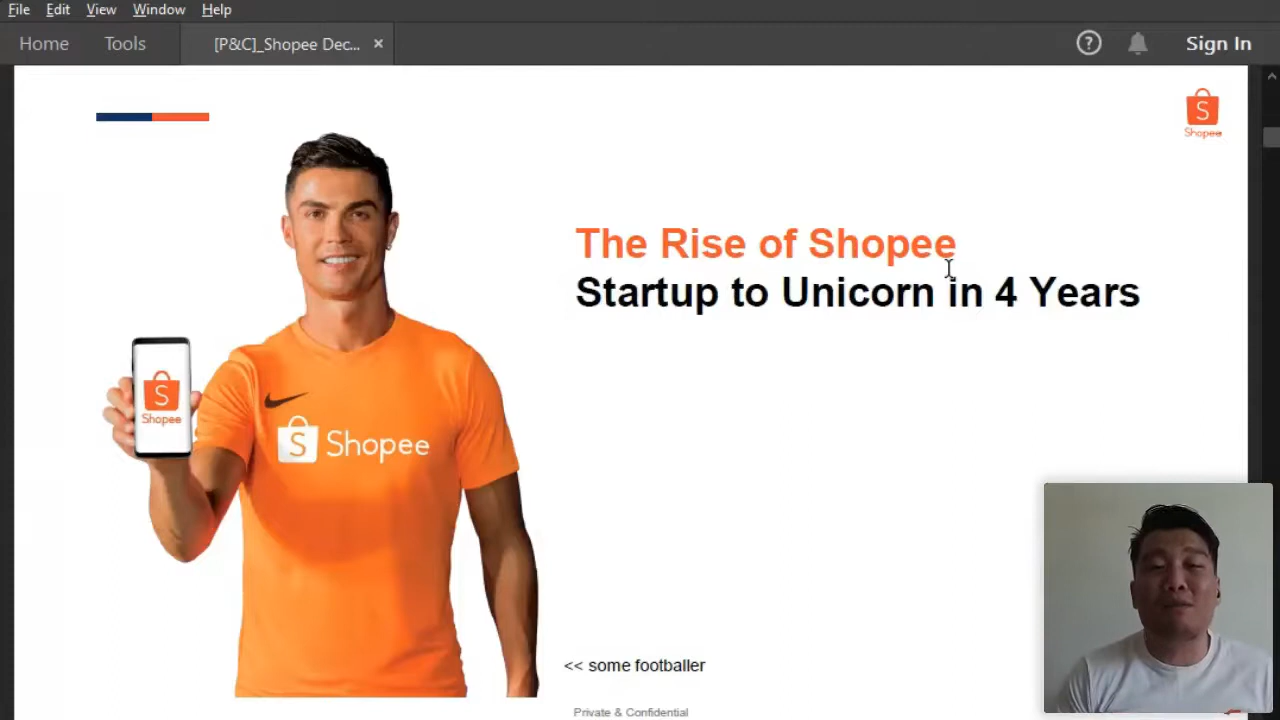 File Edit View Window Help
Home Tools [P&C]_Shopee Dec... × ? Sign In
S
Shopee
The Rise of Shopee
Startup to Unicorn in 4 Years
S
Shopee
S Shopee
<< some footballer
Private & Confidential